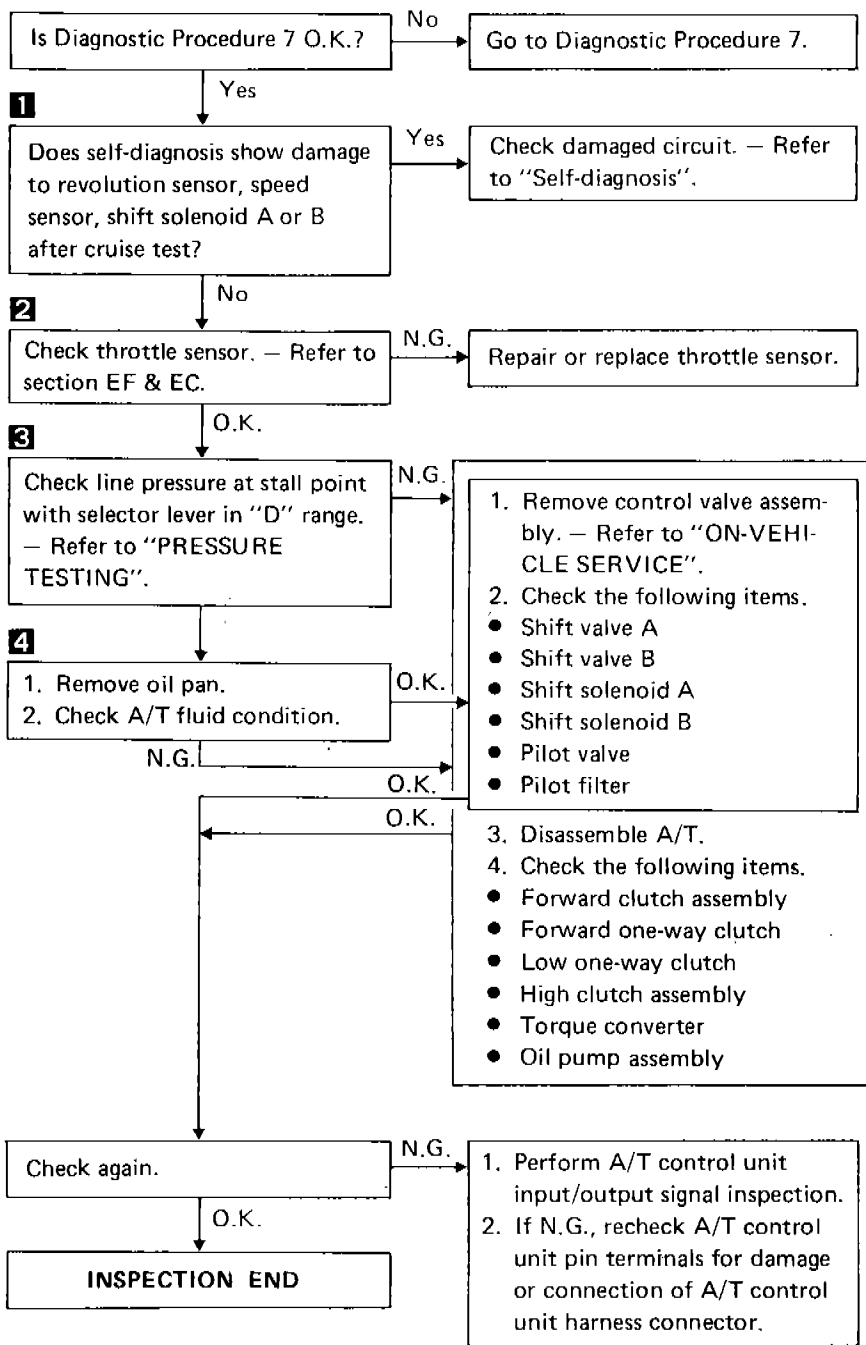 Is Diagnostic Procedure 7 O.K.?
No
Go to Diagnostic Procedure 7.
Yes
1
Does self-diagnosis show damage
to revolution sensor, speed
sensor, shift solenoid A or B
after cruise test?
Yes
Check damaged circuit. — Refer
to "Self-diagnosis".
No
2
Check throttle sensor. — Refer to
section EF & EC.
N.G.
Repair or replace throttle sensor.
O.K.
3
Check line pressure at stall point
with selector lever in "D" range.
— Refer to "PRESSURE
TESTING".
N.G.
1. Remove control valve assem-
bly. — Refer to "ON-VEHI-
CLE SERVICE".
2. Check the following items.
● Shift valve A
● Shift valve B
● Shift solenoid A
● Shift solenoid B
● Pilot valve
● Pilot filter
4
1. Remove oil pan.
2. Check A/T fluid condition.
O.K.
N.G.
O.K.
O.K.
3. Disassemble A/T.
4. Check the following items.
● Forward clutch assembly
● Forward one-way clutch
● Low one-way clutch
● High clutch assembly
● Torque converter
● Oil pump assembly
Check again.
N.G.
1. Perform A/T control unit
input/output signal inspection.
2. If N.G., recheck A/T control
unit pin terminals for damage
or connection of A/T control
unit harness connector.
O.K.
INSPECTION END